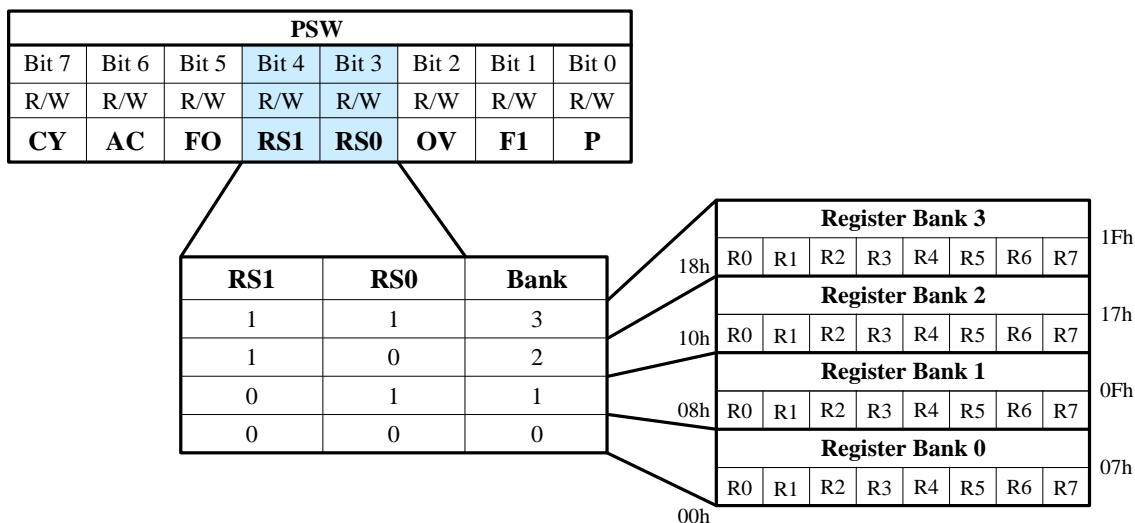 PSW
Bit 7 Bit 6 Bit 5 Bit 4 Bit 3 Bit 2 Bit 1 Bit 0
R/W R/W R/W R/W R/W R/W R/W R/W
CY AC FO RS1 RS0 OV F1 P
RS1 RS0 Bank
1 1 3
1 0 2
0 1 1
0 0 0
Register Bank 3
1Fh
18h R0 R1 R2 R3 R4 R5 R6 R7
Register Bank 2
17h
10h R0 R1 R2 R3 R4 R5 R6 R7
Register Bank 1
0Fh
08h R0 R1 R2 R3 R4 R5 R6 R7
Register Bank 0
07h
R0 R1 R2 R3 R4 R5 R6 R7
00h